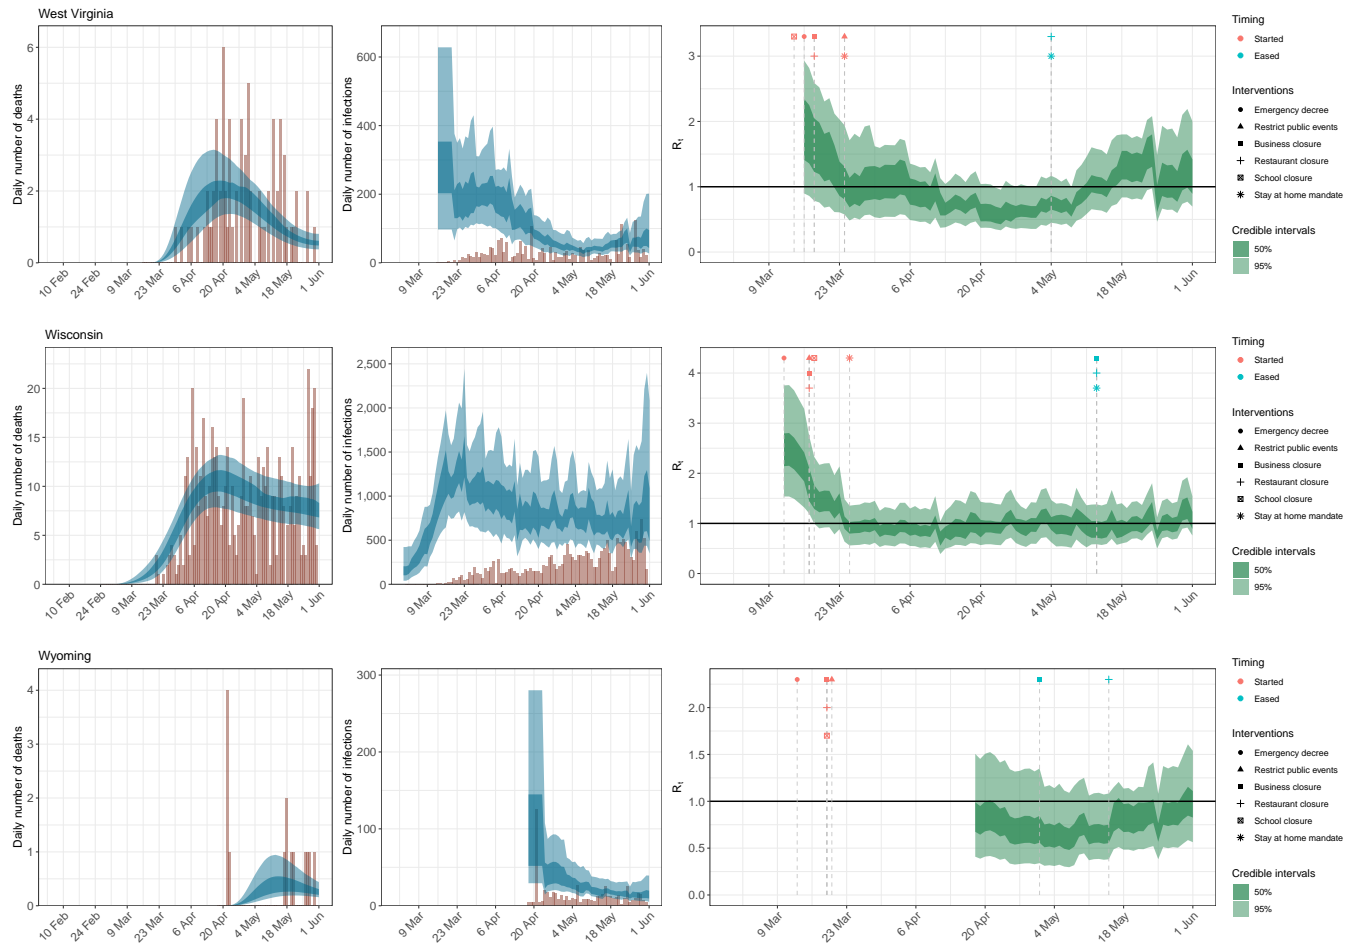 West Virginia
Daily number of deaths
6
4
2
0
10 Feb
24 Feb
9 Mar
23 Mar
6 Apr
20 Apr
4 May
18 May
1 Jun
Daily number of infections
600
400
200
0
9 Mar
23 Mar
6 Apr
20 Apr
4 May
18 May
1 Jun
Rt
3
2
1
0
9 Mar
23 Mar
6 Apr
20 Apr
4 May
18 May
1 Jun
Timing
Started
Eased
Interventions
Emergency decree
Restrict public events
Business closure
Restaurant closure
School closure
Stay at home mandate
Credible intervals
50%
95%
Wisconsin
Daily number of deaths
20
15
10
5
0
10 Feb
24 Feb
9 Mar
23 Mar
6 Apr
20 Apr
4 May
18 May
1 Jun
Daily number of infections
2,500
2,000
1,500
1,000
500
0
9 Mar
23 Mar
6 Apr
20 Apr
4 May
18 May
1 Jun
Rt
4
3
2
1
0
9 Mar
23 Mar
6 Apr
20 Apr
4 May
18 May
1 Jun
Timing
Started
Eased
Interventions
Emergency decree
Restrict public events
Business closure
Restaurant closure
School closure
Stay at home mandate
Credible intervals
50%
95%
Wyoming
Daily number of deaths
4
3
2
1
0
10 Feb
24 Feb
9 Mar
23 Mar
6 Apr
20 Apr
4 May
18 May
1 Jun
Daily number of infections
300
200
100
0
9 Mar
23 Mar
6 Apr
20 Apr
4 May
18 May
1 Jun
Rt
2.0
1.5
1.0
0.5
0.0
9 Mar
23 Mar
6 Apr
20 Apr
4 May
18 May
1 Jun
Timing
Started
Eased
Interventions
Emergency decree
Restrict public events
Business closure
Restaurant closure
School closure
Stay at home mandate
Credible intervals
50%
95%